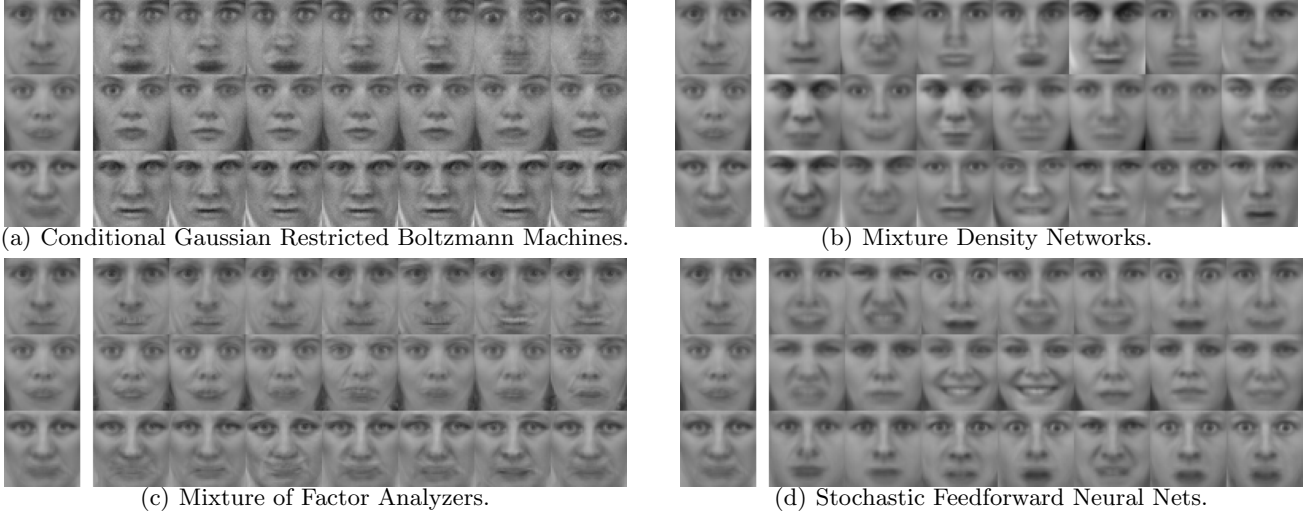 (a) Conditional Gaussian Restricted Boltzmann Machines.
(b) Mixture Density Networks.
(c) Mixture of Factor Analyzers.
(d) Stochastic Feedforward Neural Nets.